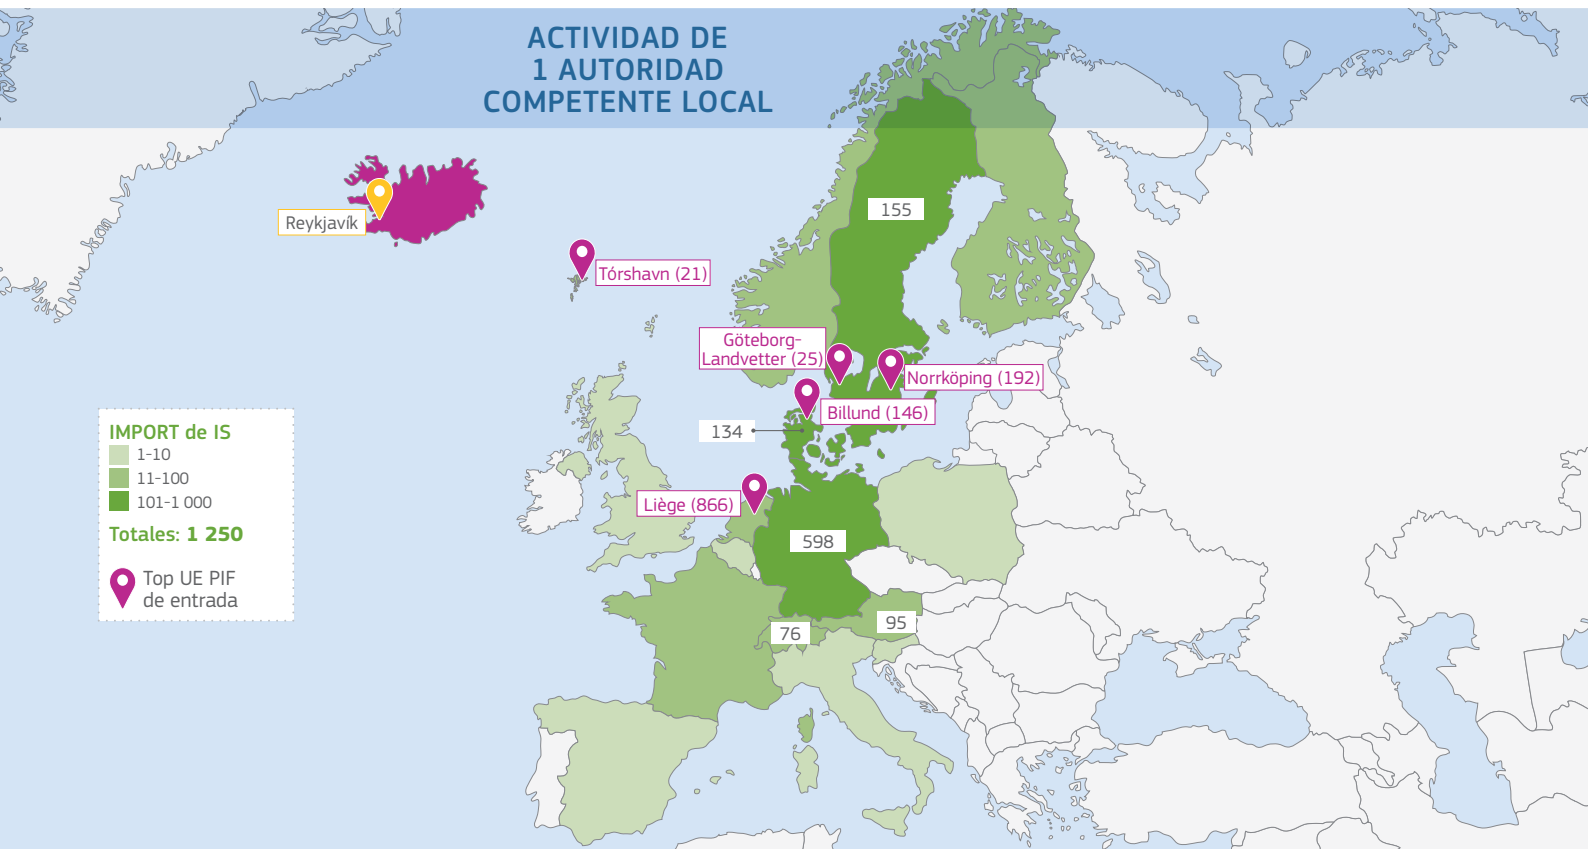 ACTIVIDAD DE
1 AUTORIDAD
COMPETENTE LOCAL
155
Reykjavík
Tórshavn (21)
Göteborg-
Landvetter (25)
Norrköping (192)
Billund (146)
134
Liège (866)
598
76
95
IMPORT de IS
1-10
11-100
101-1 000
Totales: 1 250
Top UE PIF
de entrada